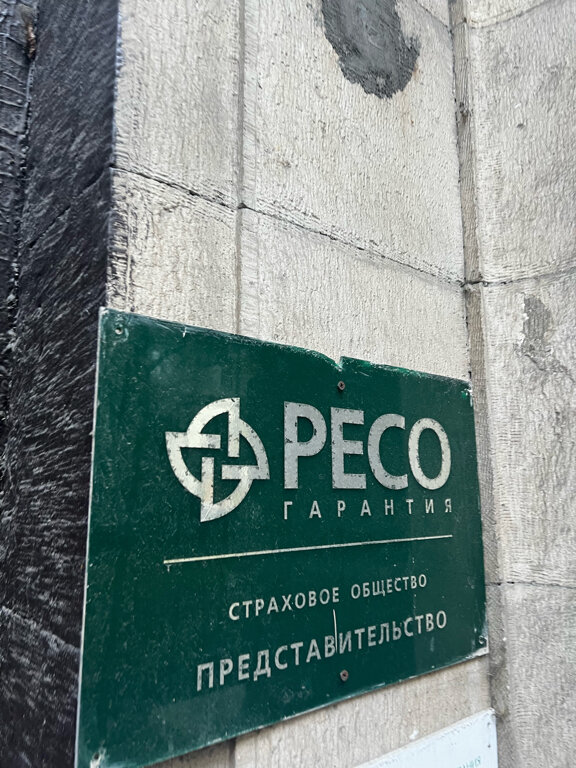 РЕСО
ГАРАНТИЯ
СТРАХОВОЕ ОБЩЕСТВО
ПРЕДСТАВИТЕЛЬСТВО